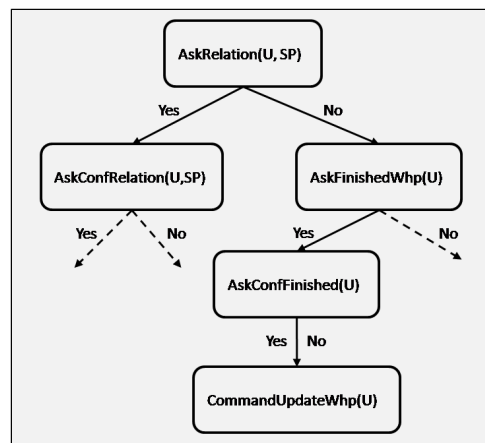 AskRelation(U, SP)
Yes
No
AskConfRelation(U,SP)
AskFinishedWhp(U)
Yes
No
Yes
No
AskConfFinished(U)
Yes
No
CommandUpdateWhp(U)